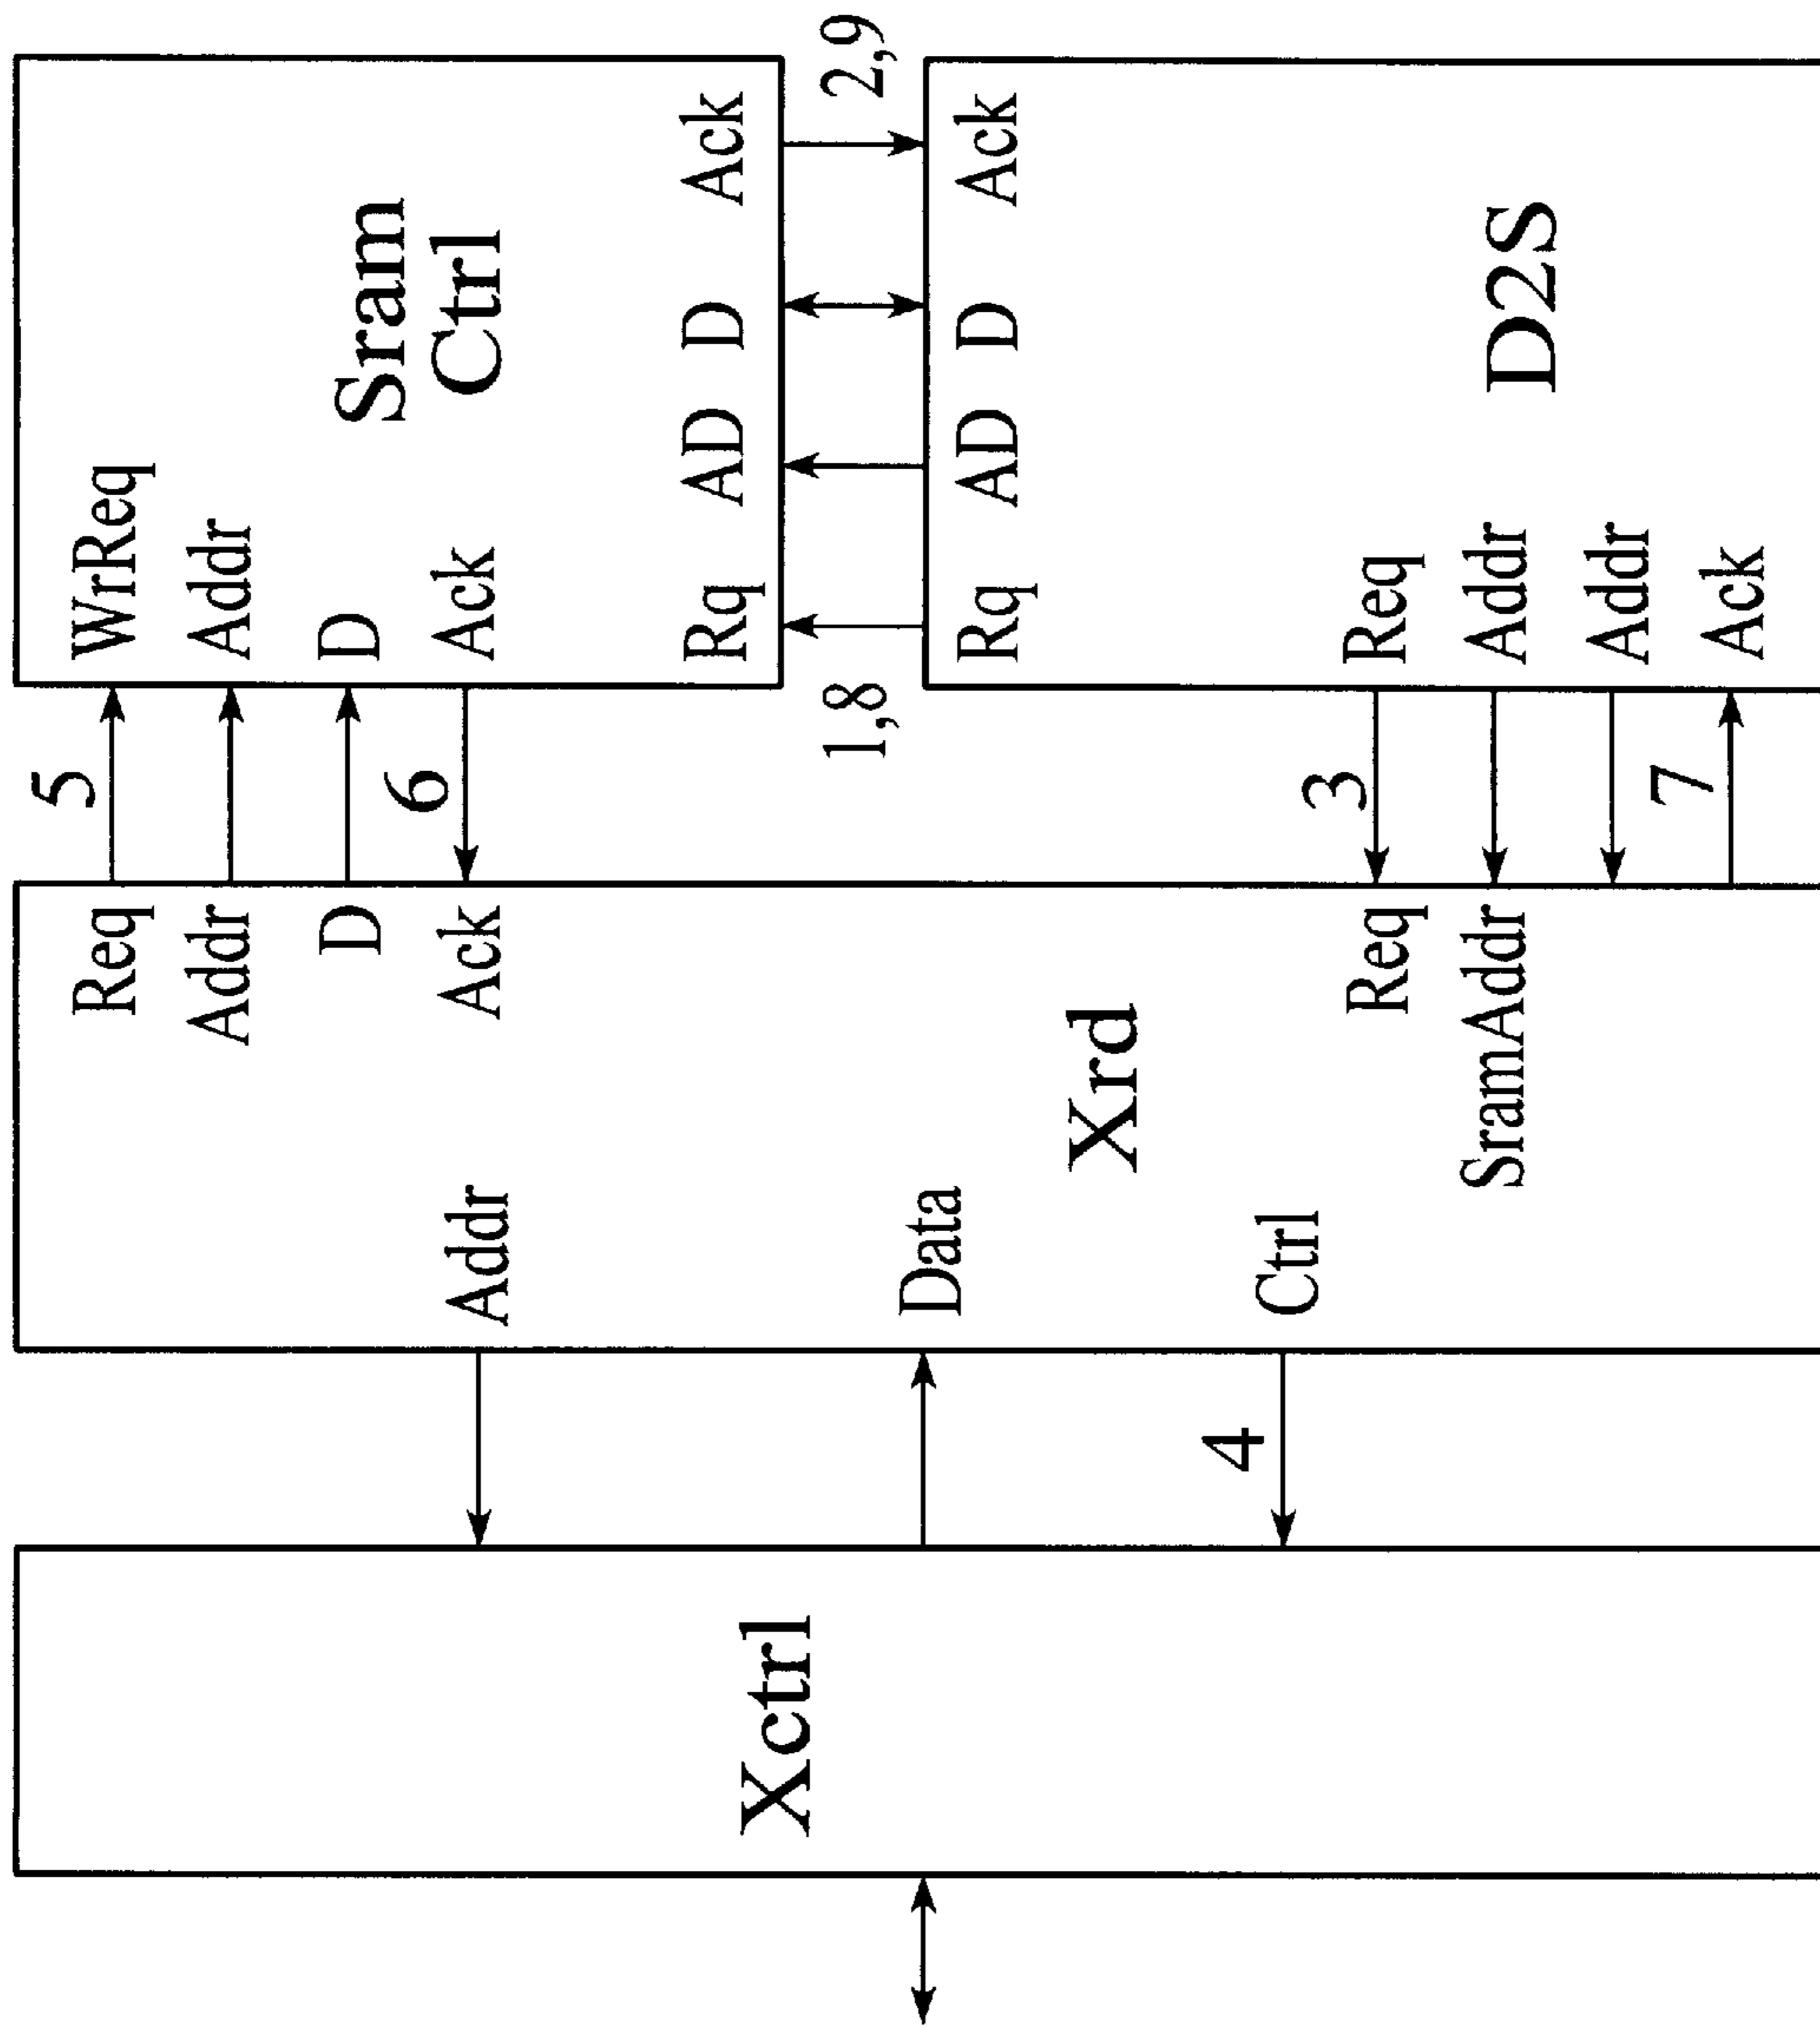 Sram
Ctrl
WrReq
Addr
D
Ack
Rq
AD
D
Ack
5
6
1,8
2,9
D2S
Rq
AD
D
Ack
Req
Addr
Addr
Ack
3
7
Xrd
Req
Addr
D
Ack
Req
SramAddr
Addr
Data
Ctrl
4
Xctrl